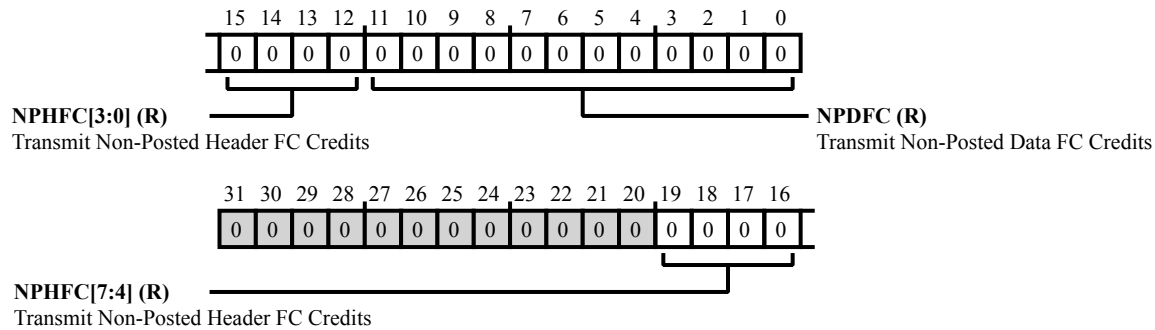 15 14 13 12 11 10 9 8 7 6 5 4 3 2 1 0
0 0 0 0 0 0 0 0 0 0 0 0 0 0 0 0
NPHFC[3:0] (R) NPDFC (R)
Transmit Non-Posted Header FC Credits Transmit Non-Posted Data FC Credits
31 30 29 28 27 26 25 24 23 22 21 20 19 18 17 16
0 0 0 0 0 0 0 0 0 0 0 0 0 0 0 0
NPHFC[7:4] (R)
Transmit Non-Posted Header FC Credits